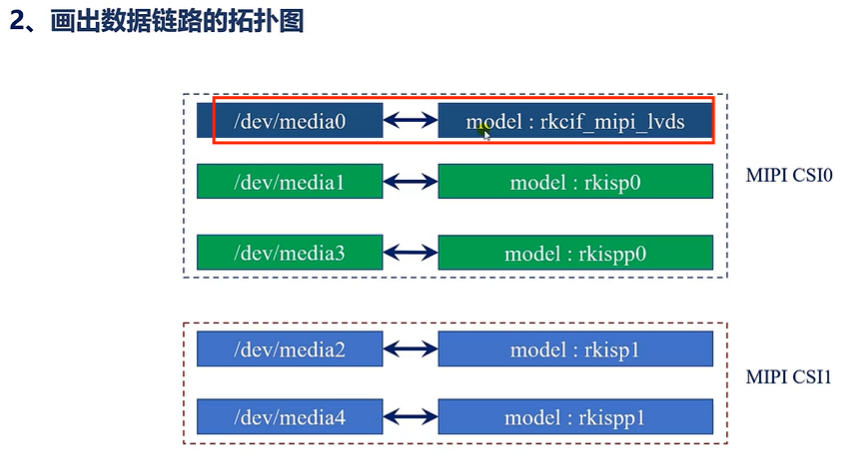 2、画出数据链路的拓扑图
/dev/media0 model : rkcif_mipi_lvds
/dev/media1 model : rkisp0
MIPI CSI0
/dev/media3 model : rkispp0
/dev/media2 model : rkisp1
MIPI CSI1
/dev/media4 model : rkispp1